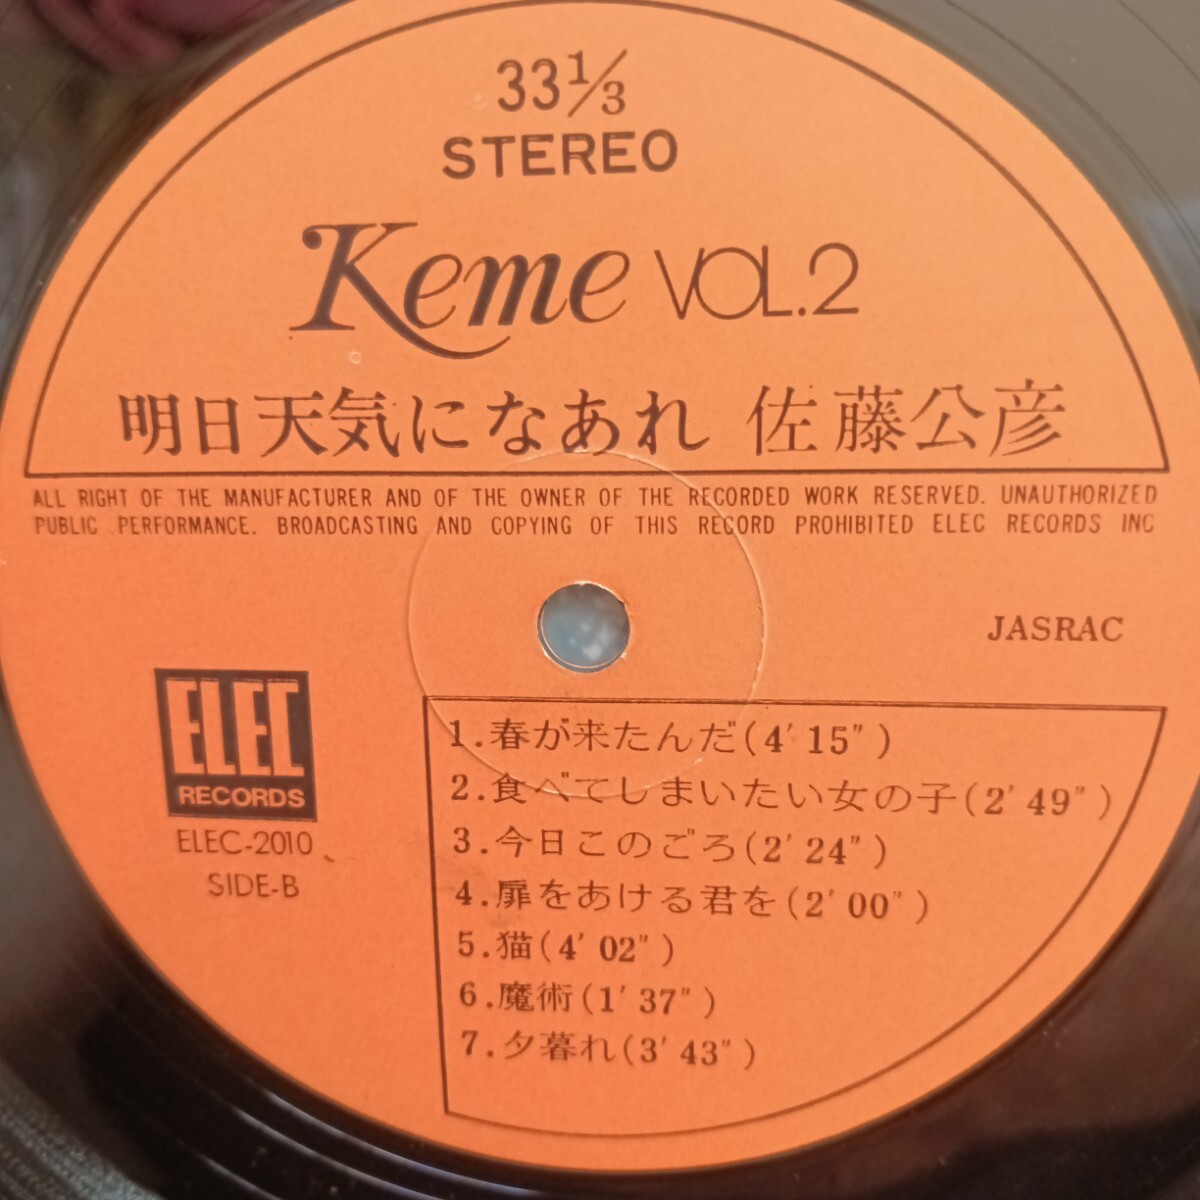 33 1/3
STEREO
Keme VOL.2
明日天気になあれ 佐藤公彦
ALL RIGHT OF THE MANUFACTURER AND OF THE OWNER OF THE RECORDED WORK RESERVED. UNAUTHORIZED
PUBLIC PERFORMANCE. BROADCASTING AND COPYING OF THIS RECORD PROHIBITED ELEC RECORDS INC
JASRAC
ELEC
RECORDS
ELEC-2010
SIDE-B
1.春が来たんだ(4′15″)
2.食べてしまいたい女の子(2′49″)
3.今日このごろ(2′24″)
4.扉をあける君を(2′00″)
5.猫(4′02″)
6.魔術(1′37″)
7.夕暮れ(3′43″)